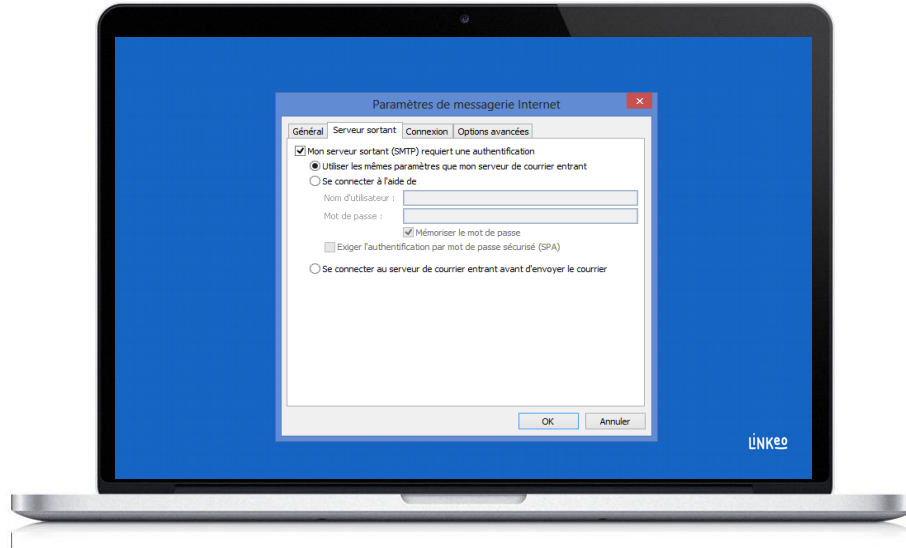 Paramètres de messagerie Internet
Général Serveur sortant Connexion Options avancées
Mon serveur sortant (SMTP) requiert une authentification
Utiliser les mêmes paramètres que mon serveur de courrier entrant
Se connecter à l'aide de
Nom d'utilisateur :
Mot de passe :
Mémoriser le mot de passe
Exiger l'authentification par mot de passe sécurisé (SPA)
Se connecter au serveur de courrier entrant avant d'envoyer le courrier
OK Annuler
LiNKeo